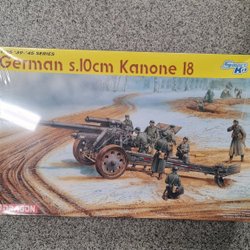 '39-'45 SERIES
German s.10cm Kanone 18
DRAGON